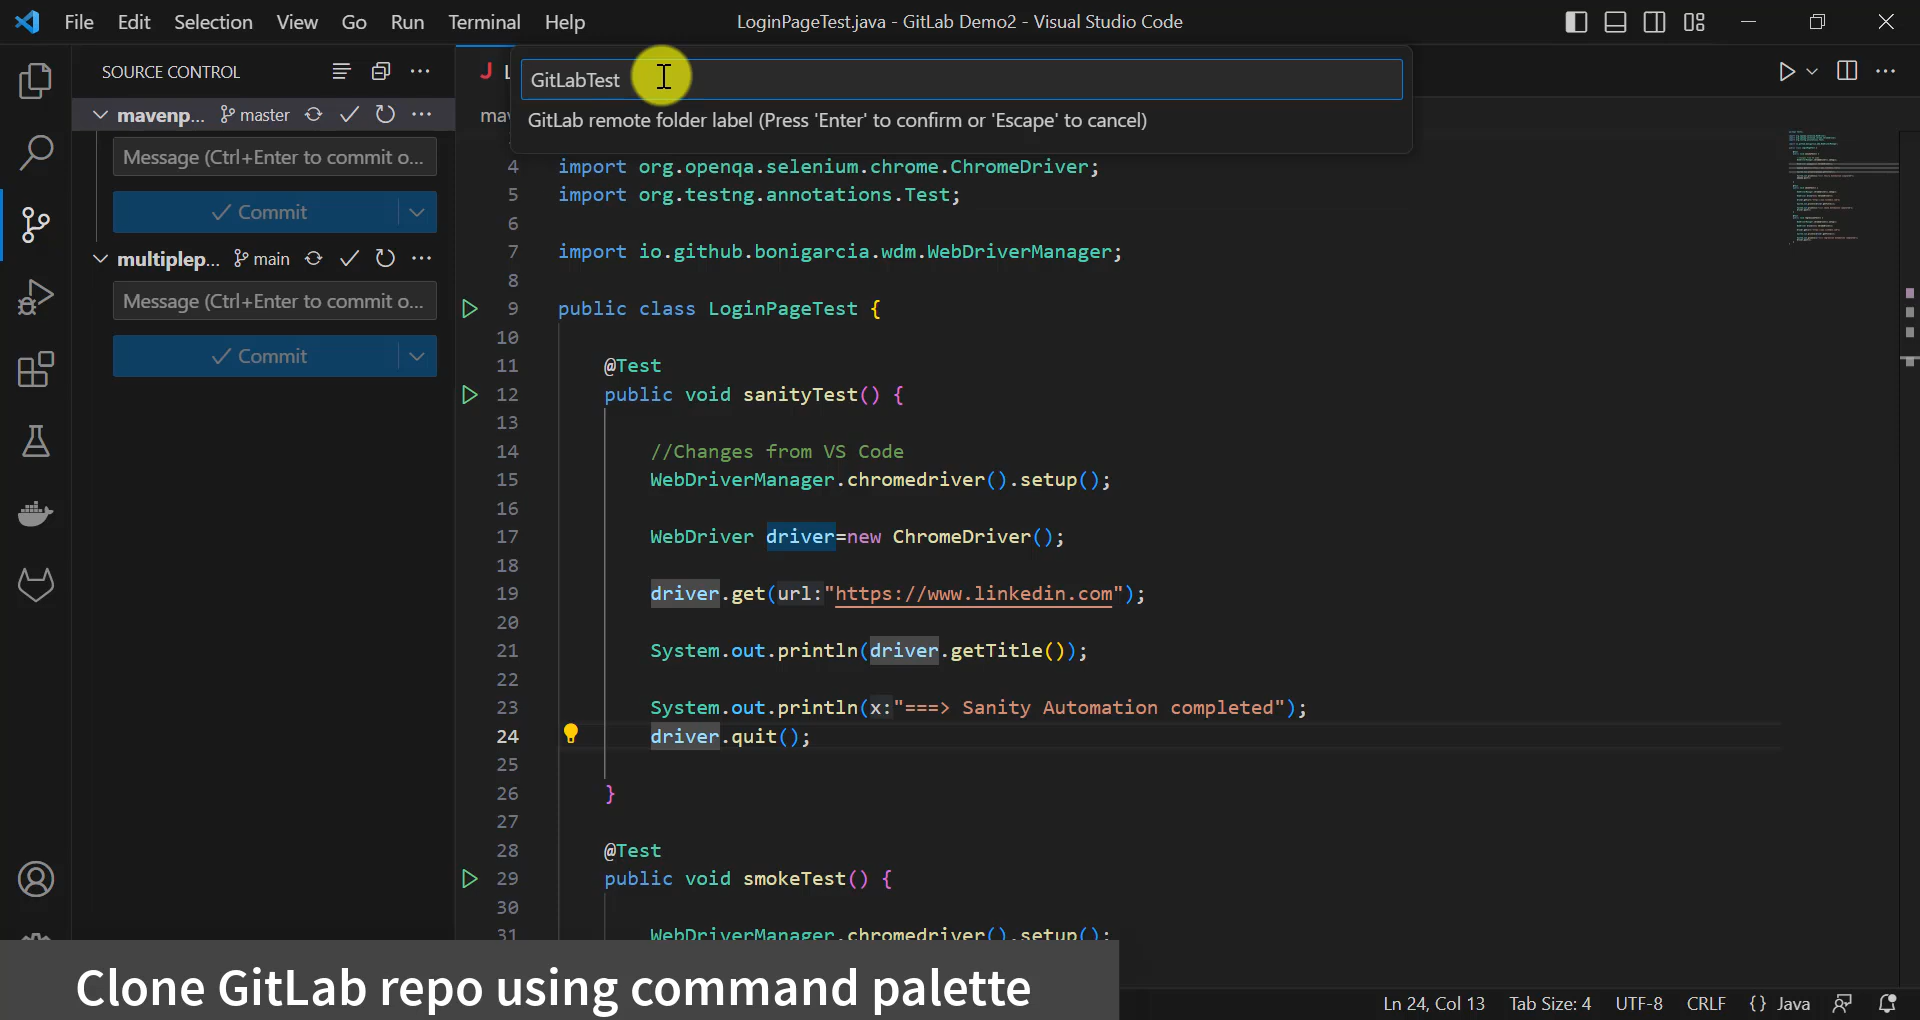 File Edit Selection View Go Run Terminal Help
LoginPageTest.java - GitLab Demo2 - Visual Studio Code
SOURCE CONTROL
mavenp... master
Message (Ctrl+Enter to commit o...
Commit
multiplep... main
Message (Ctrl+Enter to commit o...
Commit
GitLabTest
GitLab remote folder label (Press 'Enter' to confirm or 'Escape' to cancel)
4 import org.openqa.selenium.chrome.ChromeDriver;
5 import org.testng.annotations.Test;
6
7 import io.github.bonigarcia.wdm.WebDriverManager;
8
9 public class LoginPageTest {
10
11 @Test
12 public void sanityTest() {
13
14 //Changes from VS Code
15 WebDriverManager.chromedriver().setup();
16
17 WebDriver driver=new ChromeDriver();
18
19 driver.get(url:"https://www.linkedin.com");
20
21 System.out.println(driver.getTitle());
22
23 System.out.println(x:"===> Sanity Automation completed");
24 driver.quit();
25
26 }
27
28 @Test
29 public void smokeTest() {
30
31 WebDriverManager.chromedriver().setup();
Clone GitLab repo using command palette
Ln 24, Col 13 Tab Size: 4 UTF-8 CRLF {} Java